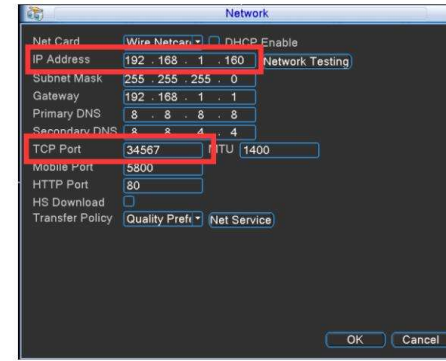 Network
Net Card Wire Netcard DHCP Enable
IP Address 192 . 168 . 1 . 160 Network Testing
Subnet Mask 255 . 255 . 255 . 0
Gateway 192 . 168 . 1 . 1
Primary DNS 8 . 8 . 8 . 8
Secondary DNS 8 . 8 . 4 . 4
TCP Port 34567 MTU 1400
Mobile Port 5800
HTTP Port 80
HS Download
Transfer Policy Quality Prefe Net Service
OK Cancel